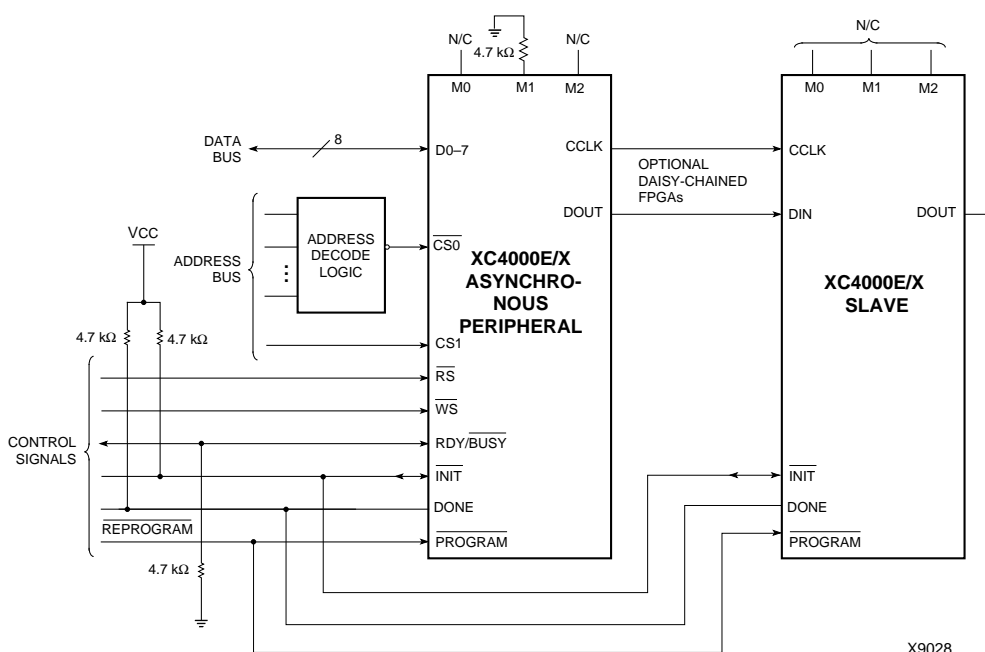 N/C
4.7 kΩ
N/C
N/C
M0
M1
M2
M0
M1
M2
DATA
BUS
8
D0–7
CCLK
OPTIONAL
DAISY-CHAINED
FPGAs
CCLK
DOUT
DIN
DOUT
VCC
ADDRESS
BUS
ADDRESS
DECODE
LOGIC
CS0
XC4000E/X
ASYNCHRO-
NOUS
PERIPHERAL
XC4000E/X
SLAVE
4.7 kΩ
4.7 kΩ
CS1
RS
WS
CONTROL
SIGNALS
RDY/BUSY
INIT
INIT
DONE
DONE
REPROGRAM
PROGRAM
PROGRAM
4.7 kΩ
X9028